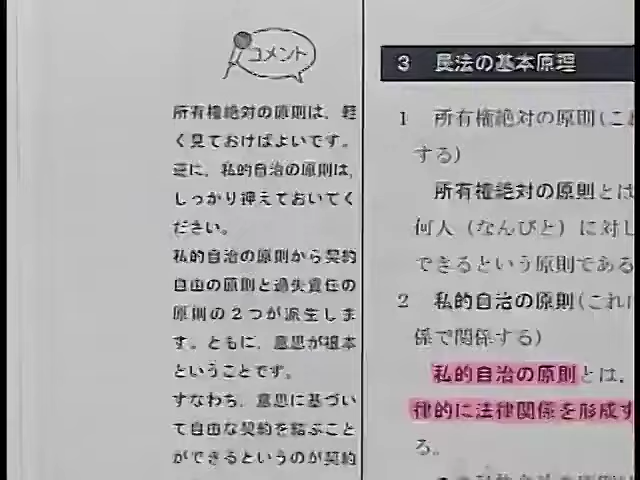 コメント
所有権絶対の原則は、軽
く見ておけばよいです。
逆に、私的自治の原則は、
しっかり押えておいてく
ださい。
私的自治の原則から契約
自由の原則と過失責任の
原則の2つが派生しま
す。ともに、意思が根本
ということです。
すなわち、意思に基づい
て自由な契約を結ぶこと
ができるというのが契約
3 民法の基本原理
1 所有権絶対の原則(こ
する)
所有権絶対の原則とは
何人(なんびと)に対し
できるという原則である
2 私的自治の原則(これ
係で関係する)
私的自治の原則とは、
律的に法律関係を形成す
る。